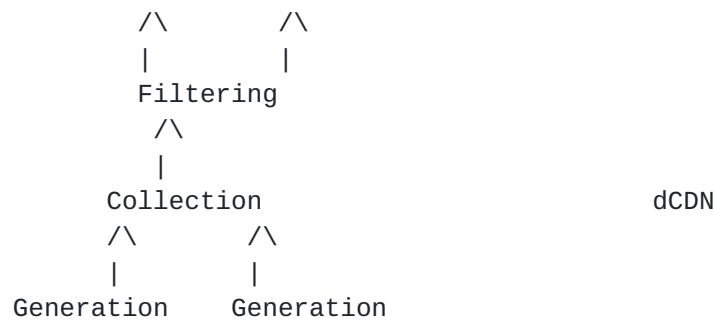 /\ /\
| |
Filtering
/\
|
Collection dCDN
/\ /\
| |
Generation Generation